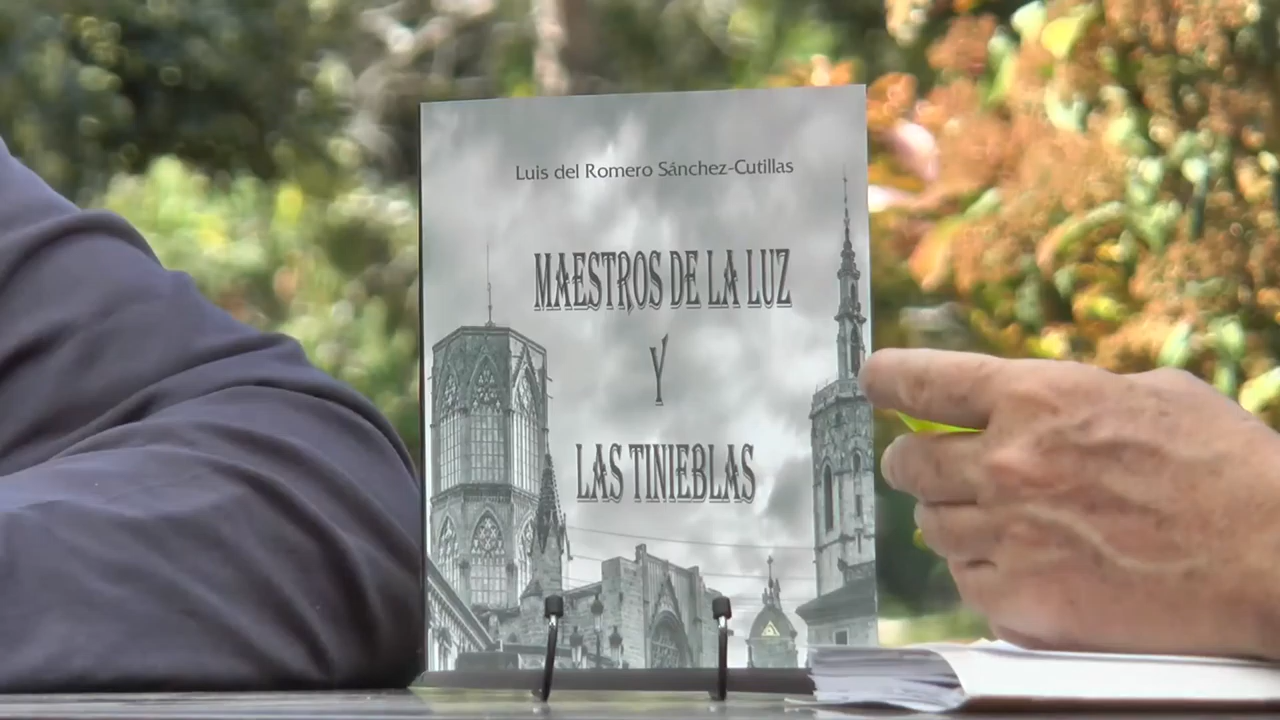 Luis del Romero Sánchez-Cutillas
MAESTROS DE LA LUZ
Y
LAS TINIEBLAS